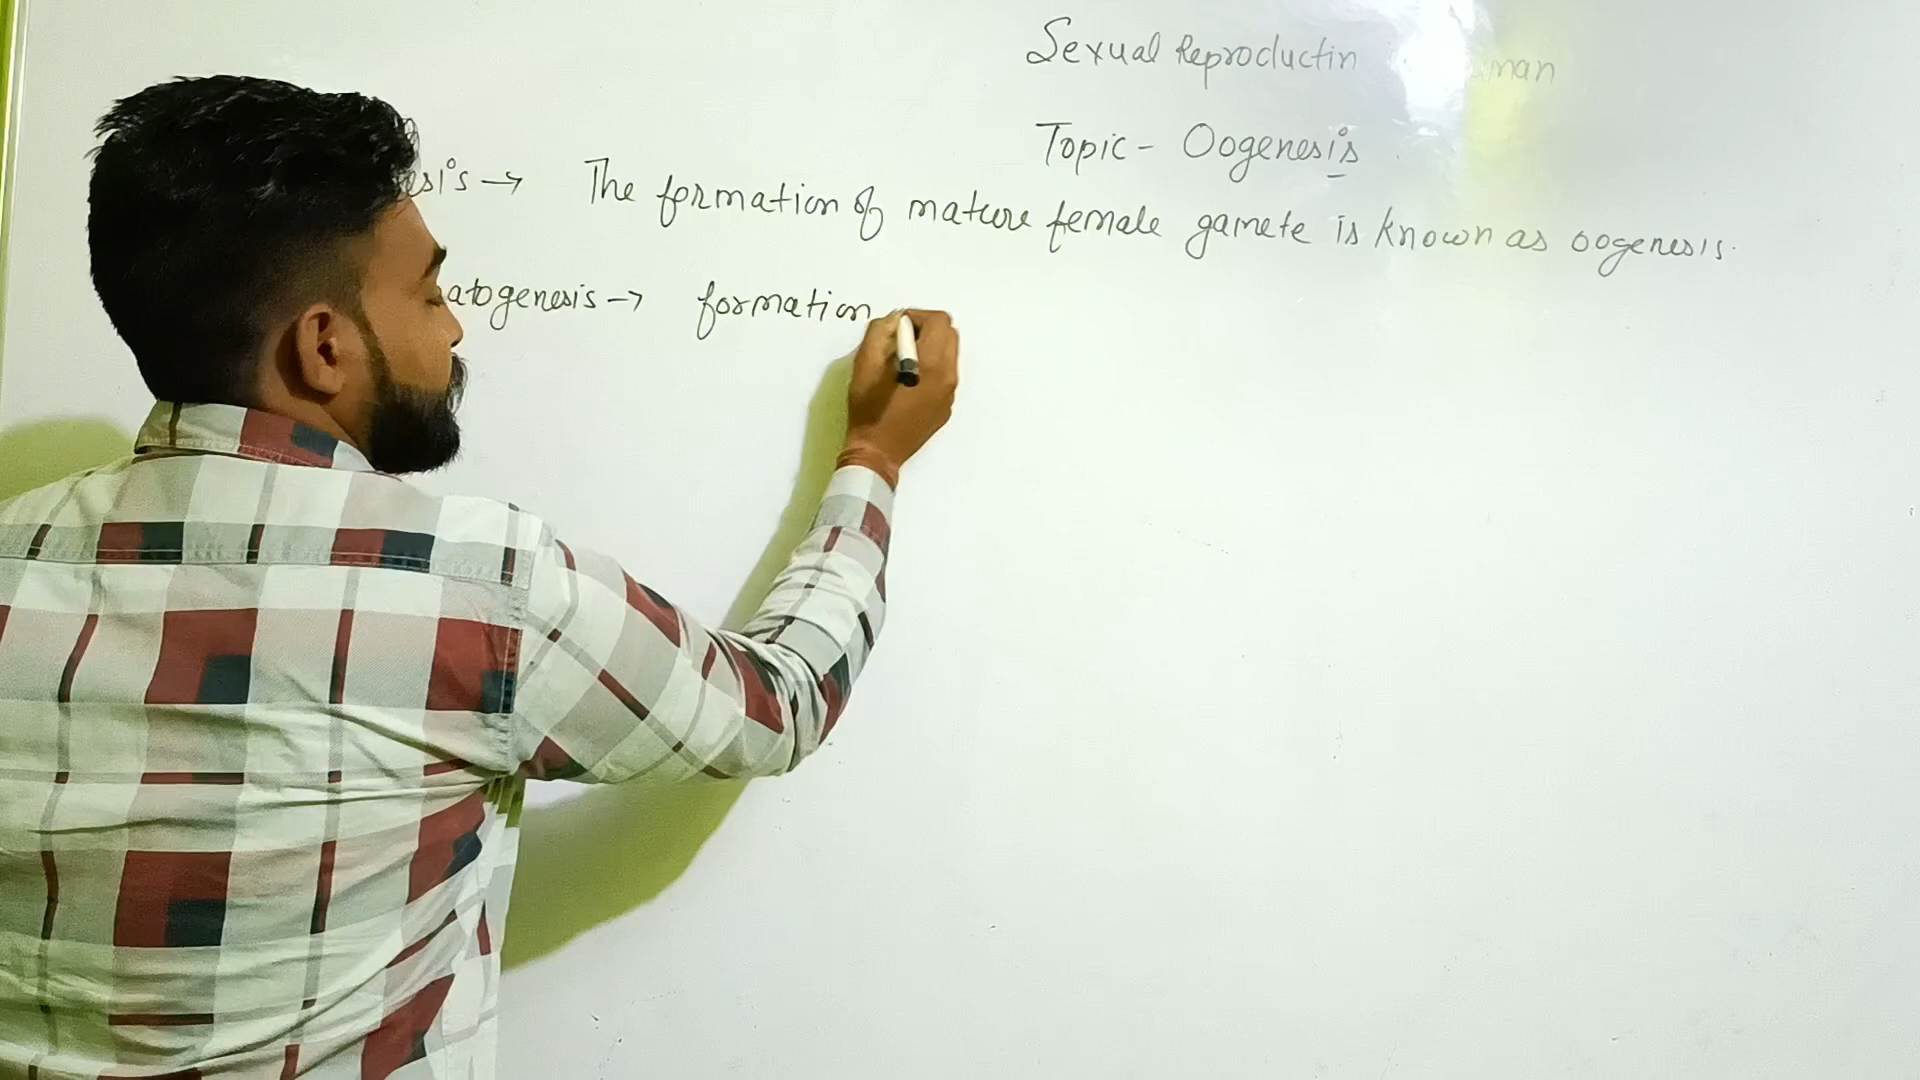 Sexual Reproductin
Topic - Oogenesis
→ The formation of mature female gamete is known as oogenesis.
→ formation